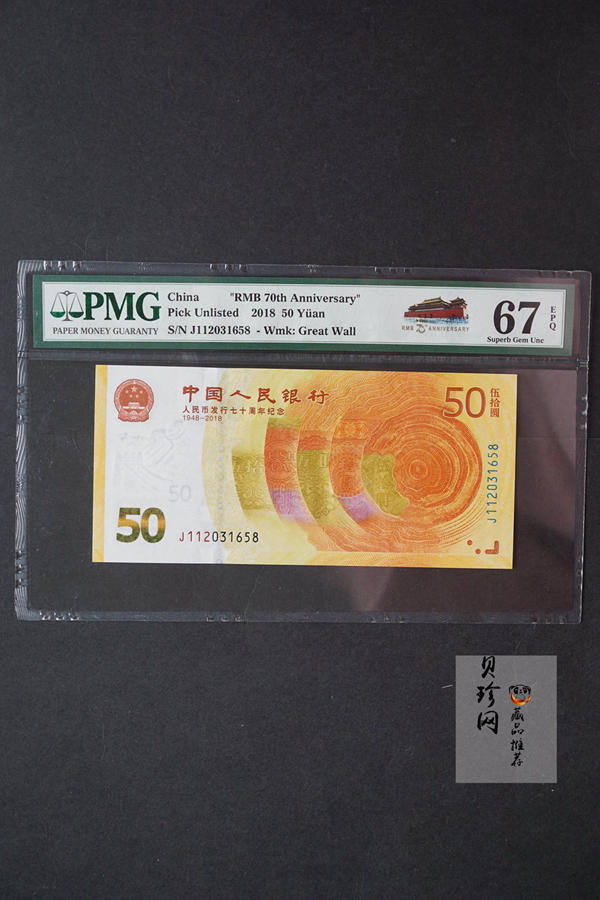 PMG
PAPER MONEY GUARANTY
China "RMB 70th Anniversary"
Pick Unlisted 2018 50 Yüan
S/N J112031658 - Wmk: Great Wall
RMB 70 ANNIVERSARY
67 EPQ
Superb Gem Unc
中国人民银行
人民币发行七十周年纪念
1948-2018
50 伍拾圆
50
50 J112031658
J112031658
贝珍网
藏品推荐